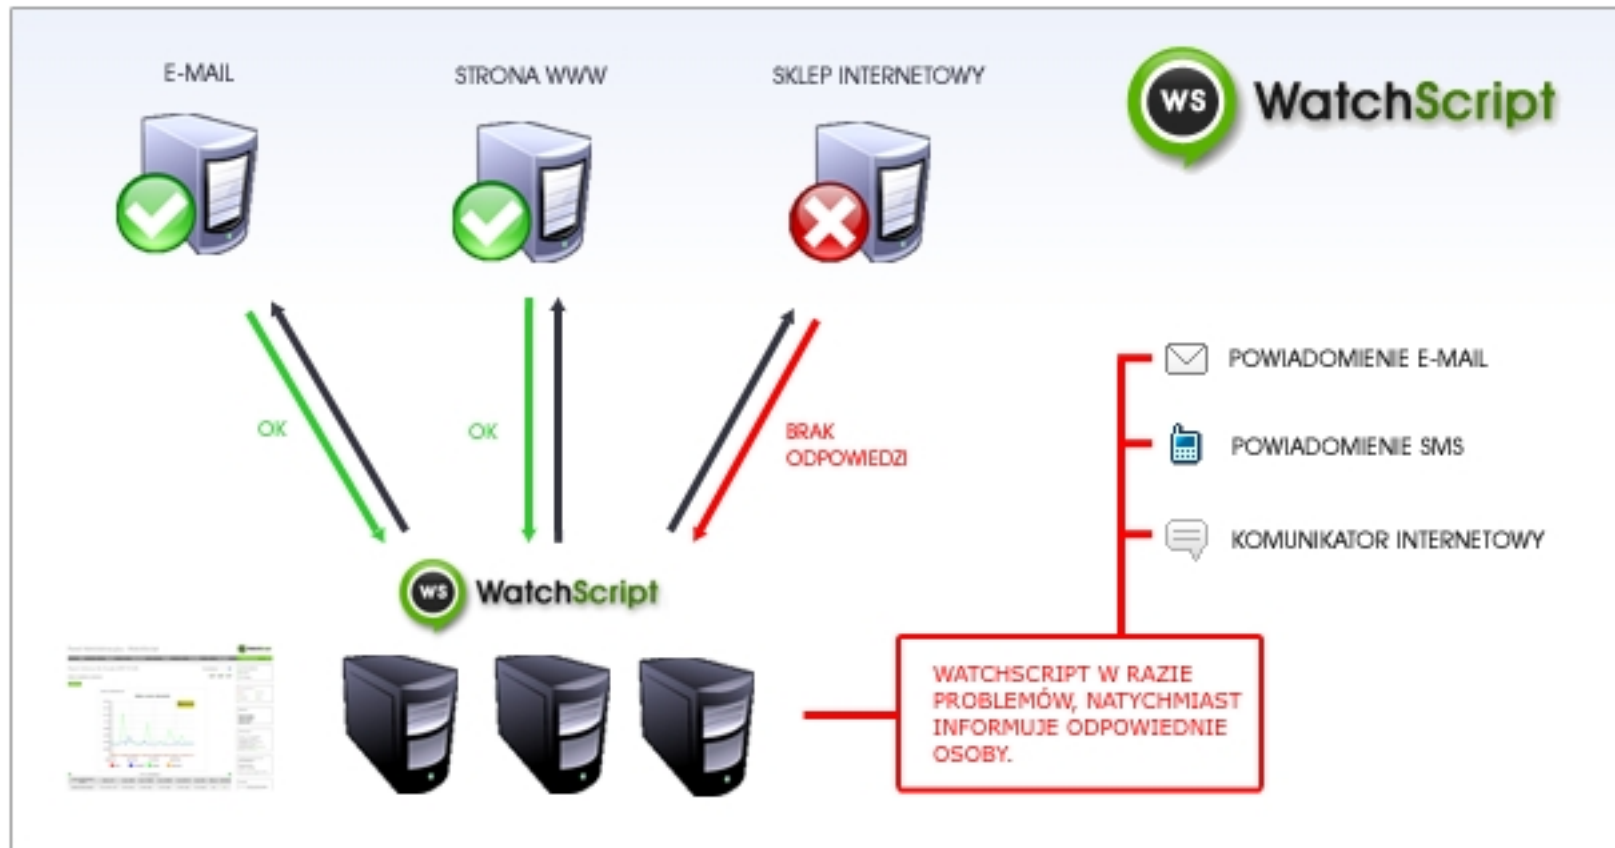 E-MAIL
STRONA WWW
SKLEP INTERNETOWY
WS WatchScript
OK
OK
BRAK
ODPOWIEDZI
POWIADOMIENIE E-MAIL
POWIADOMIENIE SMS
KOMUNIKATOR INTERNETOWY
WS WatchScript
WATCHSCRIPT W RAZIE
PROBLEMÓW, NATYCHMIAST
INFORMUJE ODPOWIEDNIE
OSOBY.